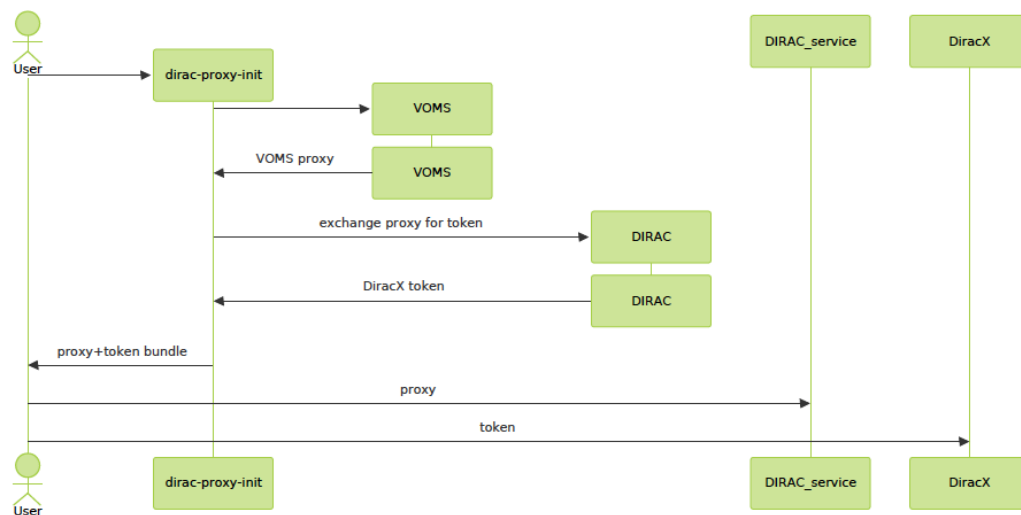 DIRAC_service
DiracX
User
dirac-proxy-init
VOMS
VOMS proxy
VOMS
exchange proxy for token
DIRAC
DiracX token
DIRAC
proxy+token bundle
proxy
token
User
dirac-proxy-init
DIRAC_service
DiracX